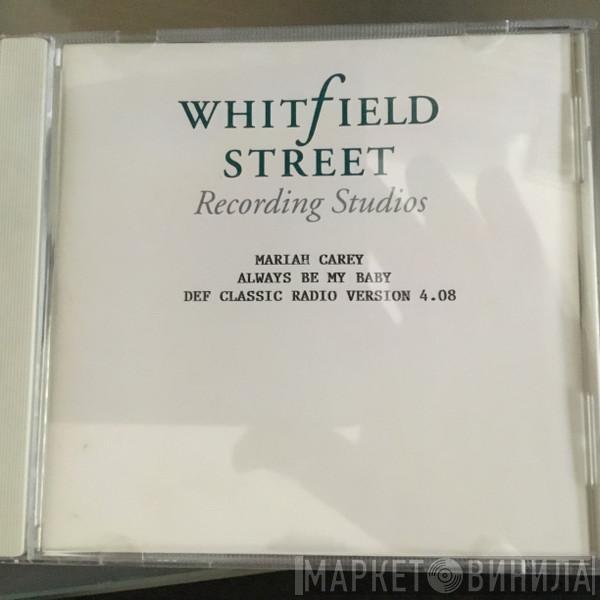 WHITfIELD
STREET
Recording Studios
MARIAH CAREY
ALWAYS BE MY BABY
DEF CLASSIC RADIO VERSION 4.08
МАРКЕТ ВИНИЛА